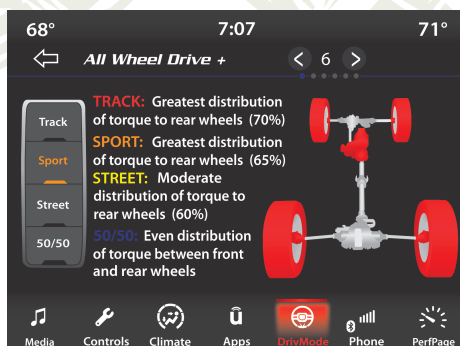 68° 7:07 71°
All Wheel Drive + < 6 >
Track
Sport
Street
50/50
TRACK: Greatest distribution
of torque to rear wheels (70%)
SPORT: Greatest distribution
of torque to rear wheels (65%)
STREET: Moderate
distribution of torque to
rear wheels (60%)
50/50: Even distribution
of torque between front
and rear wheels
Media Controls Climate Apps DrivMode Phone PerfPage